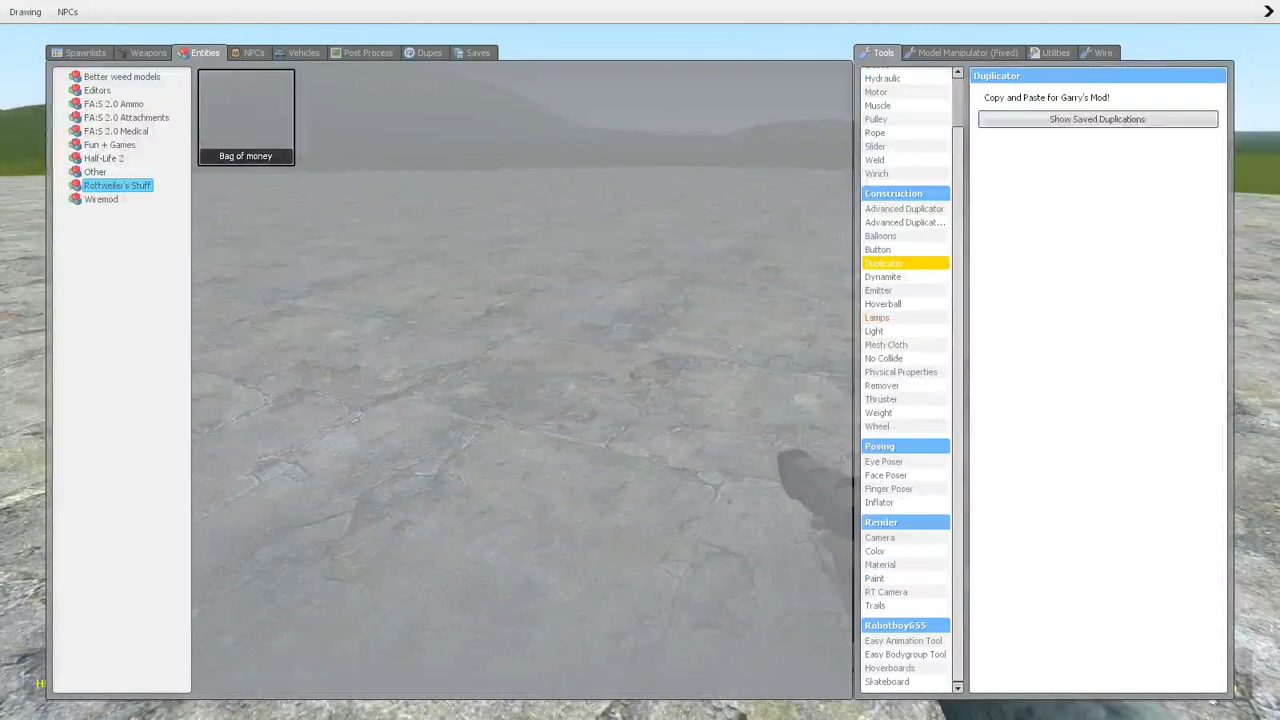 Drawing NPCs
Spawnlists Weapons Entities NPCs Vehicles Post Process Dupes Saves
Better weed models
Editors
FA:S 2.0 Ammo
FA:S 2.0 Attachments
FA:S 2.0 Medical
Fun + Games
Half-Life 2
Other
Rottweiler's Stuff
Wiremod
Bag of money
Tools Model Manipulator (Fixed) Utilities Wire
Hydraulic
Motor
Muscle
Pulley
Rope
Slider
Weld
Winch
Construction
Advanced Duplicator
Advanced Duplicat...
Balloons
Button
Duplicator
Dynamite
Emitter
Hoverball
Lamps
Light
Mesh Cloth
No Collide
Physical Properties
Remover
Thruster
Weight
Wheel
Posing
Eye Poser
Face Poser
Finger Poser
Inflator
Render
Camera
Color
Material
Paint
RT Camera
Trails
Robotboy655
Easy Animation Tool
Easy Bodygroup Tool
Hoverboards
Skateboard
Duplicator
Copy and Paste for Garry's Mod!
Show Saved Duplications